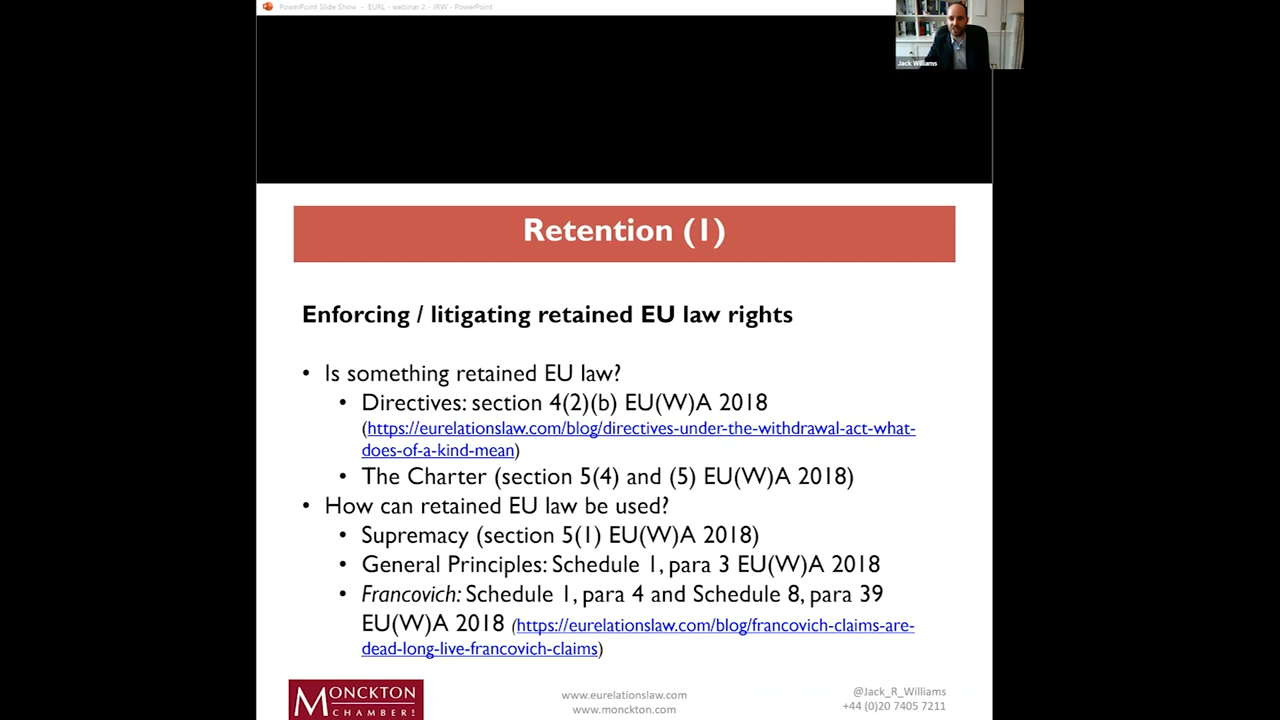 PowerPoint Slide Show - EURL - webinar 2 - JRW - PowerPoint
Jack Williams
Retention (1)
Enforcing / litigating retained EU law rights
• Is something retained EU law?
• Directives: section 4(2)(b) EU(W)A 2018
(https://eurelationslaw.com/blog/directives-under-the-withdrawal-act-what-
does-of-a-kind-mean)
• The Charter (section 5(4) and (5) EU(W)A 2018)
• How can retained EU law be used?
• Supremacy (section 5(1) EU(W)A 2018)
• General Principles: Schedule 1, para 3 EU(W)A 2018
• Francovich: Schedule 1, para 4 and Schedule 8, para 39
EU(W)A 2018 (https://eurelationslaw.com/blog/francovich-claims-are-
dead-long-live-francovich-claims)
MONCKTON
CHAMBER!
www.eurelationslaw.com
www.monckton.com
@Jack_R_Williams
+44 (0)20 7405 7211